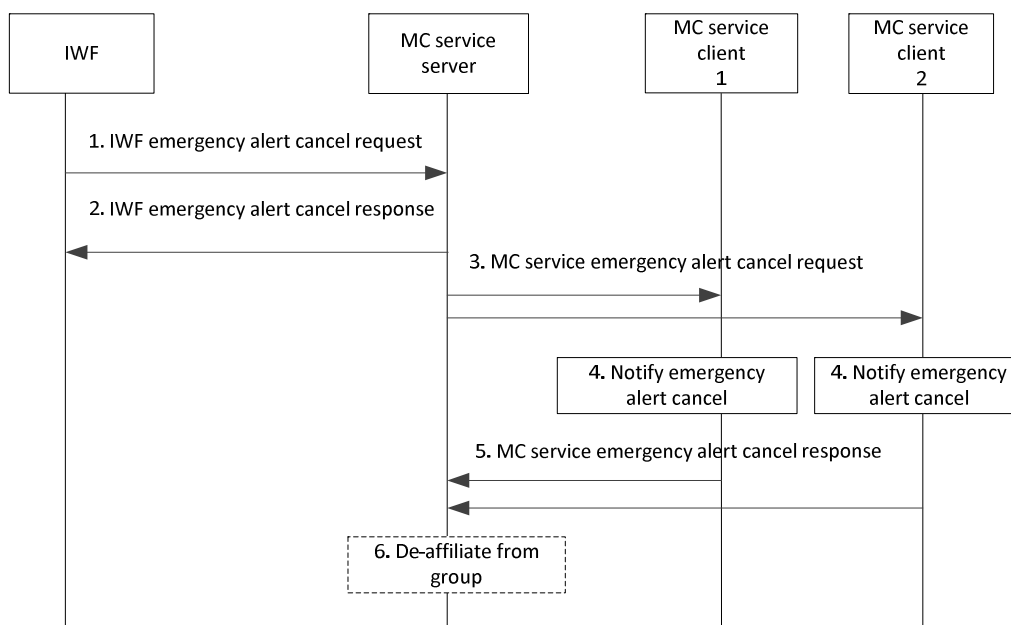 IWF
MC service
server
MC service
client
1
MC service
client
2
1. IWF emergency alert cancel request
2. IWF emergency alert cancel response
3. MC service emergency alert cancel request
4. Notify emergency
alert cancel
4. Notify emergency
alert cancel
5. MC service emergency alert cancel response
6. De-affiliate from
group